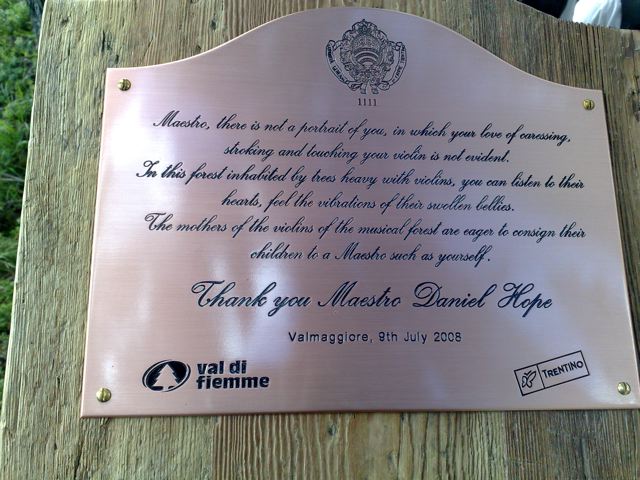 1111
Maestro, there is not a portrait of you, in which your love of caressing,
stroking and touching your violin is not evident.
In this forest inhabited by trees heavy with violins, you can listen to their
hearts, feel the vibrations of their swollen bellies.
The mothers of the violins of the musical forest are eager to consign their
children to a Maestro such as yourself.
Thank you Maestro Daniel Hope
Valmaggiore, 9th July 2008
val di
fiemme
TRENTINO